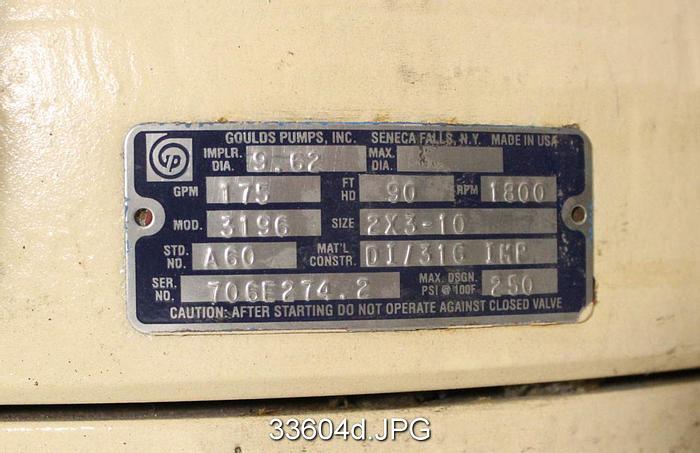 GOULDS PUMPS, INC. SENECA FALLS, N.Y. MADE IN USA
Gp
IMPLR. DIA. 9.62 MAX. DIA.
GPM 175 FT HD 90 RPM 1800
MOD. 3196 SIZE 2X3-10
STD. NO. A60 MAT'L CONSTR. DI/316 IMP
SER. NO. 706E274.2 MAX. DSGN. PSI @ 100F 250
CAUTION: AFTER STARTING DO NOT OPERATE AGAINST CLOSED VALVE
33604d.JPG